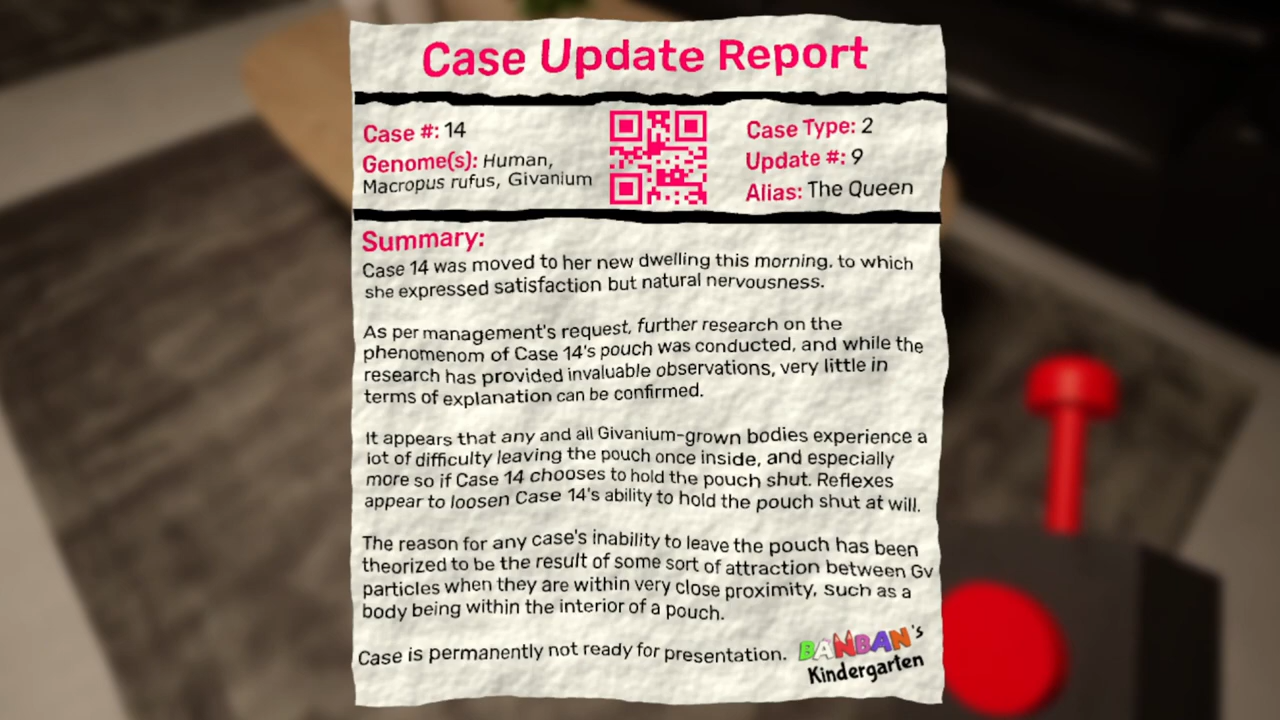 Case Update Report
Case #: 14
Genome(s): Human,
Macropus rufus, Givanium
Case Type: 2
Update #: 9
Alias: The Queen
Summary:
Case 14 was moved to her new dwelling this morning, to which
she expressed satisfaction but natural nervousness.
As per management's request, further research on the
phenomenom of Case 14's pouch was conducted, and while the
research has provided invaluable observations, very little in
terms of explanation can be confirmed.
It appears that any and all Givanium-grown bodies experience a
lot of difficulty leaving the pouch once inside, and especially
more so if Case 14 chooses to hold the pouch shut. Reflexes
appear to loosen Case 14's ability to hold the pouch shut at will.
The reason for any case's inability to leave the pouch has been
theorized to be the result of some sort of attraction between Gv
particles when they are within very close proximity, such as a
body being within the interior of a pouch.
Case is permanently not ready for presentation.
BANBAN's
Kindergarten